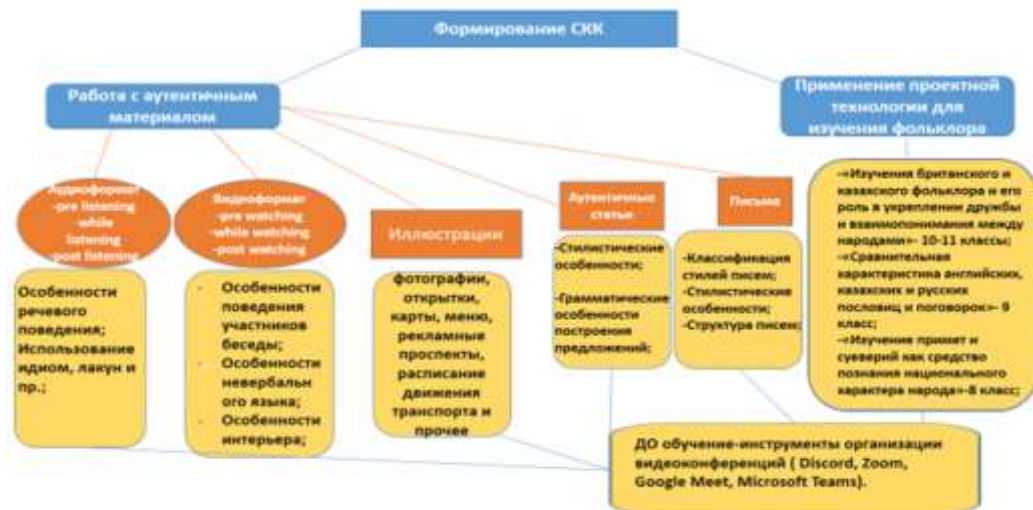 Формирование СКК
Работа с аутентичным
материалом
Применение проектной
технологии для
изучения фольклора
Аудиоформат
-pre listening
-while
listening
-post listening
Видиоформат
-pre watching
-while watching
-post watching
Иллюстрации
Аутентичные
статьи
Письма
Особенности
речевого
поведения;
Использование
идиом, лакун и
пр.;
- Особенности
поведения
участников
беседы;
- Особенности
невербальн
ого языка;
- Особенности
интерьера;
фотографии,
открытки,
карты, меню,
рекламные
проспекты,
расписание
движения
транспорта и
прочее
-Стилистические
особенности;
-Грамматические
особенности
построения
предложений;
-Классификация
стилей писем;
-Стилистические
особенности;
-Структура писем;
-«Изучения британского и
казахского фольклора и его
роль в укреплении дружбы
и взаимопонимания между
народами»- 10-11 классы;
-«Сравнительная
характеристика английских,
казахских и русских
пословиц и поговорок»- 9
класс;
-«Изучение примет и
суеверий как средство
познания национального
характера народа»-8 класс;
ДО обучение-инструменты организации
видеоконференций ( Discord, Zoom,
Google Meet, Microsoft Teams).